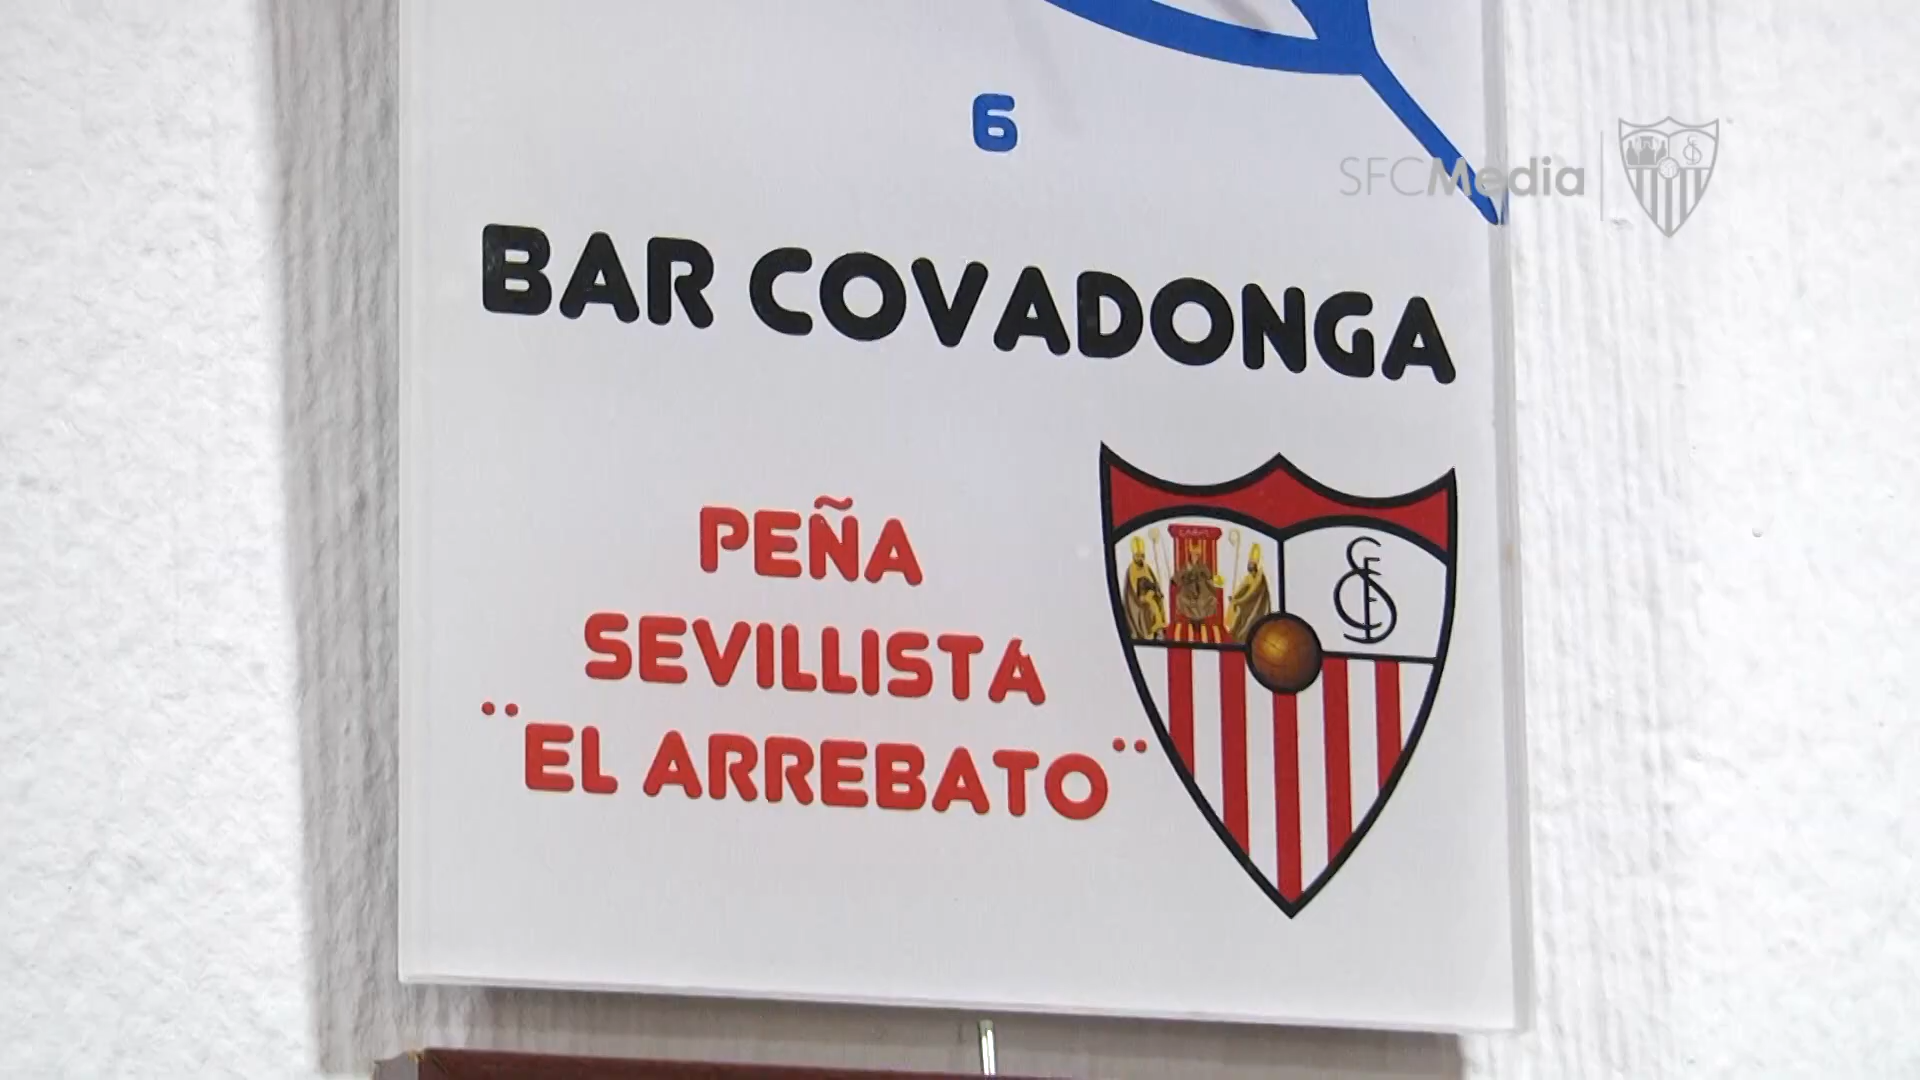 6
SFCMedia
BAR COVADONGA
PEÑA
SEVILLISTA
¨EL ARREBATO¨